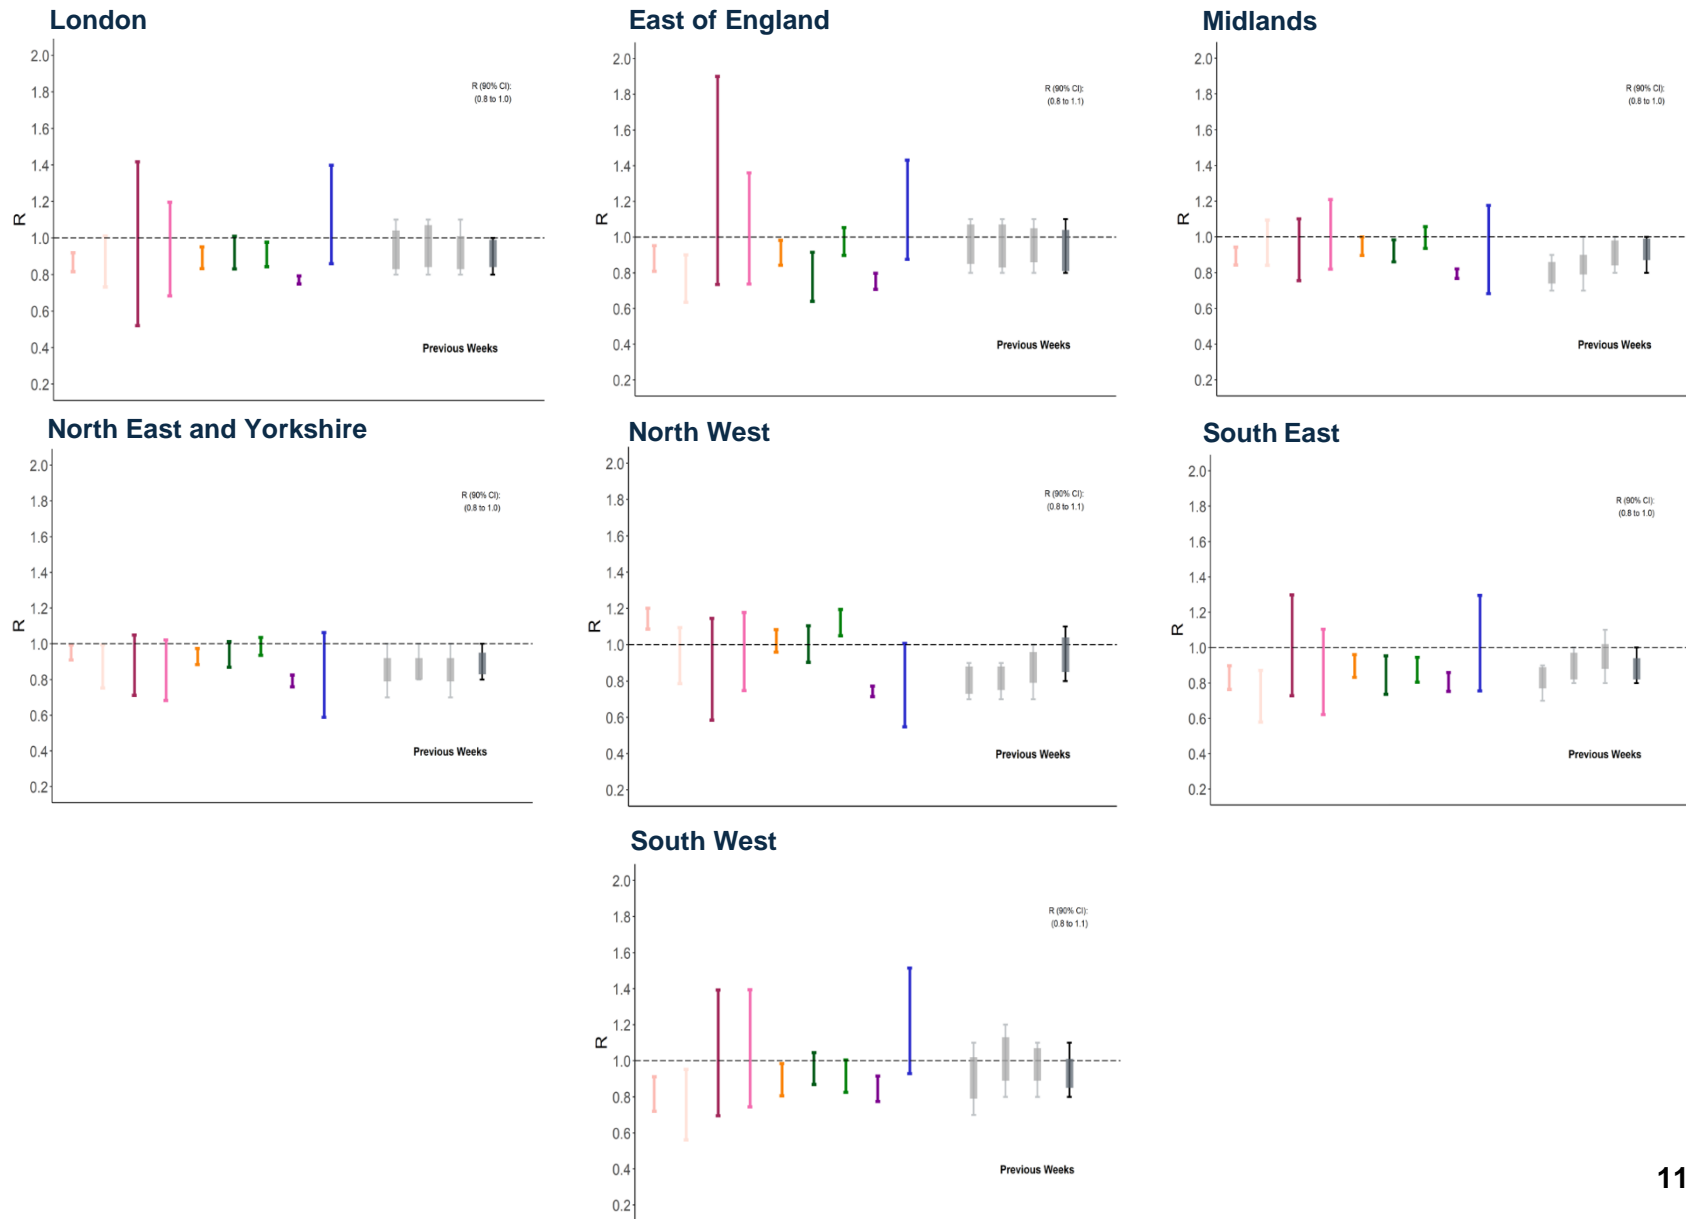 London
2.0
1.8
1.6
1.4
1.2
1.0
0.8
0.6
0.4
0.2
R
R (90% CI):
(0.8 to 1.0)
Previous Weeks
East of England
2.0
1.8
1.6
1.4
1.2
1.0
0.8
0.6
0.4
0.2
R
R (90% CI):
(0.8 to 1.1)
Previous Weeks
Midlands
2.0
1.8
1.6
1.4
1.2
1.0
0.8
0.6
0.4
0.2
R
R (90% CI):
(0.8 to 1.0)
Previous Weeks
North East and Yorkshire
2.0
1.8
1.6
1.4
1.2
1.0
0.8
0.6
0.4
0.2
R
R (90% CI):
(0.8 to 1.0)
Previous Weeks
North West
2.0
1.8
1.6
1.4
1.2
1.0
0.8
0.6
0.4
0.2
R
R (90% CI):
(0.8 to 1.1)
Previous Weeks
South East
2.0
1.8
1.6
1.4
1.2
1.0
0.8
0.6
0.4
0.2
R
R (90% CI):
(0.8 to 1.0)
Previous Weeks
South West
2.0
1.8
1.6
1.4
1.2
1.0
0.8
0.6
0.4
0.2
R
R (90% CI):
(0.8 to 1.1)
Previous Weeks
11